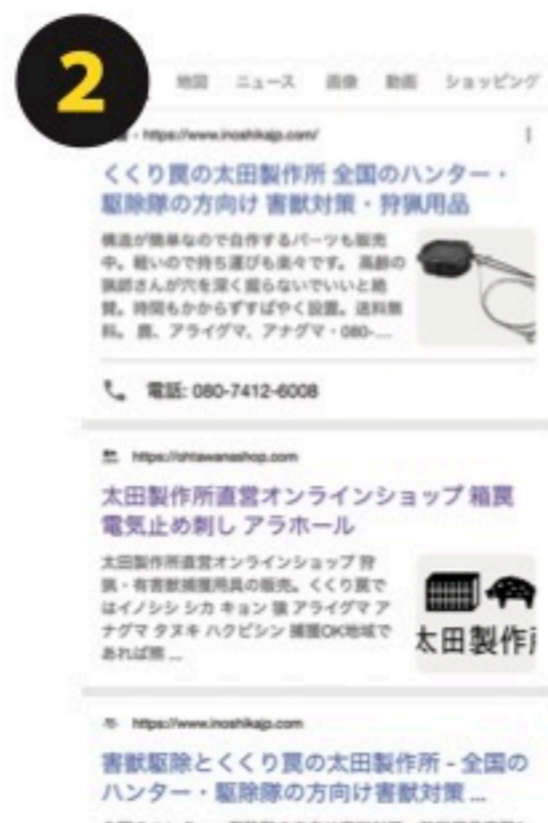 2
地図 ニュース 画像 動画 ショッピング
https://www.inoshikajp.com/
くくり罠の太田製作所 全国のハンター・
駆除隊の方向け 害獣対策・狩猟用品
構造が簡単なので自作するパーツも販売
中。軽いので持ち運びも楽々です。 高齢の
猟師さんが穴を深く掘らないでいいと絶
賛。時間もかからずすばやく設置。送料無
料。 鹿、アライグマ、アナグマ・080-...
電話: 080-7412-6008
https://ohtawanashop.com
太田製作所直営オンラインショップ 箱罠
電気止め刺し アラホール
太田製作所直営オンラインショップ 狩
猟・有害獣捕獲用具の販売。くくり罠で
はイノシシ シカ キョン 猿 アライグマ ア
ナグマ タヌキ ハクビシン 捕獲OK地域で
あれば熊 ...
太田製作所
https://www.inoshikajp.com
害獣駆除とくくり罠の太田製作所 - 全国の
ハンター・駆除隊の方向け害獣対策 ...